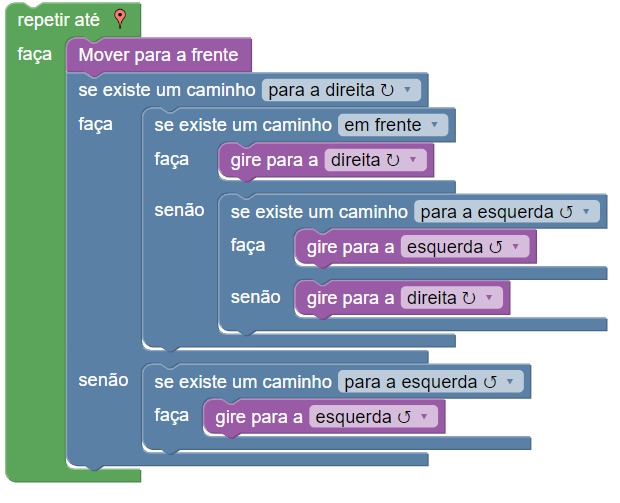 repetir até
faça Mover para a frente
se existe um caminho para a direita ↻
faça se existe um caminho em frente
faça gire para a direita ↻
senão se existe um caminho para a esquerda ↺
faça gire para a esquerda ↺
senão gire para a direita ↻
senão se existe um caminho para a esquerda ↺
faça gire para a esquerda ↺